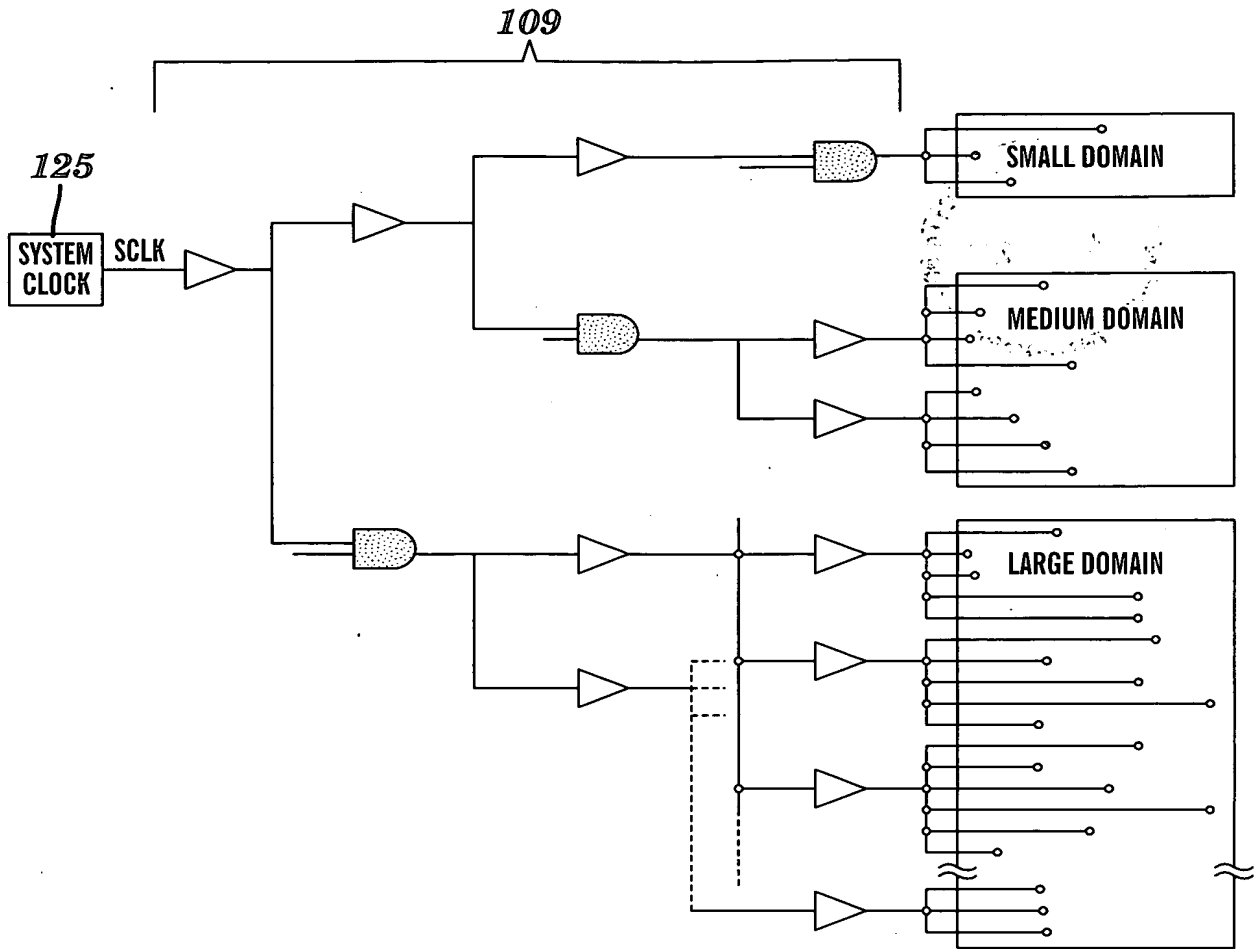 109
125
SYSTEM
CLOCK
SCLK
SMALL DOMAIN
MEDIUM DOMAIN
LARGE DOMAIN